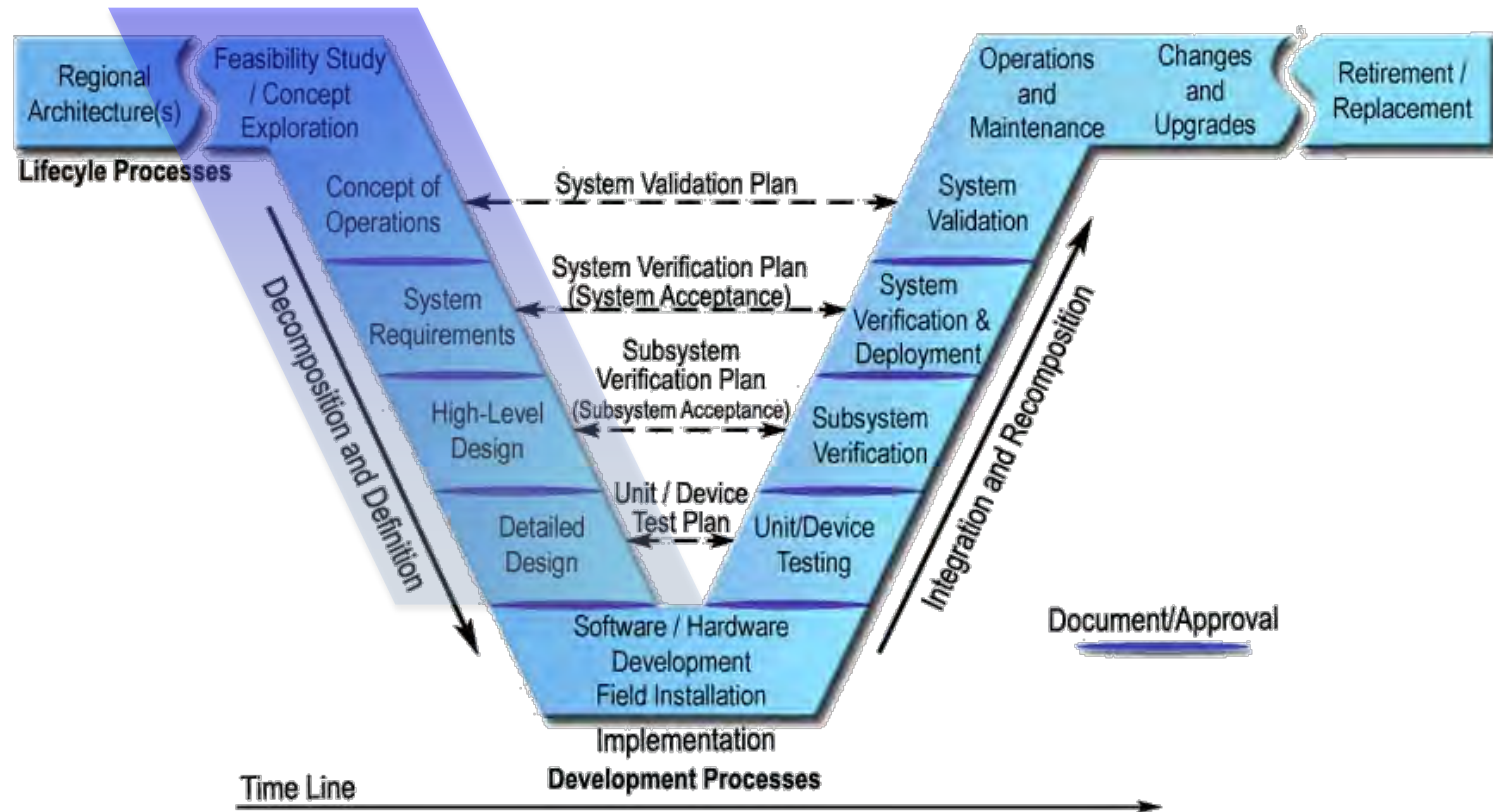 Regional
Architecture(s)
Feasibility Study
/ Concept
Exploration
Operations
and
Maintenance
Changes
and
Upgrades
Retirement /
Replacement
Lifecyle Processes
Concept of
Operations
System Validation Plan
System
Validation
Decomposition and Definition
System
Requirements
System Verification Plan
(System Acceptance)
System
Verification &
Deployment
High-Level
Design
Subsystem
Verification Plan
(Subsystem Acceptance)
Subsystem
Verification
Integration and Recomposition
Detailed
Design
Unit / Device
Test Plan
Unit/Device
Testing
Software / Hardware
Development
Field Installation
Document/Approval
Implementation
Development Processes
Time Line